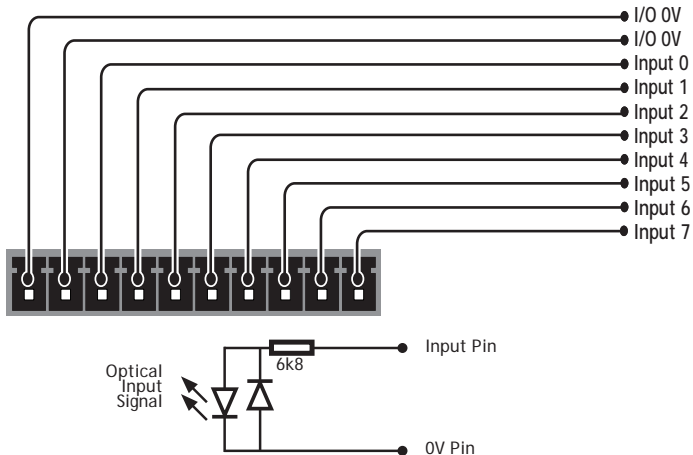 I/O 0V
I/O 0V
Input 0
Input 1
Input 2
Input 3
Input 4
Input 5
Input 6
Input 7
Input Pin
6k8
Optical
Input
Signal
0V Pin